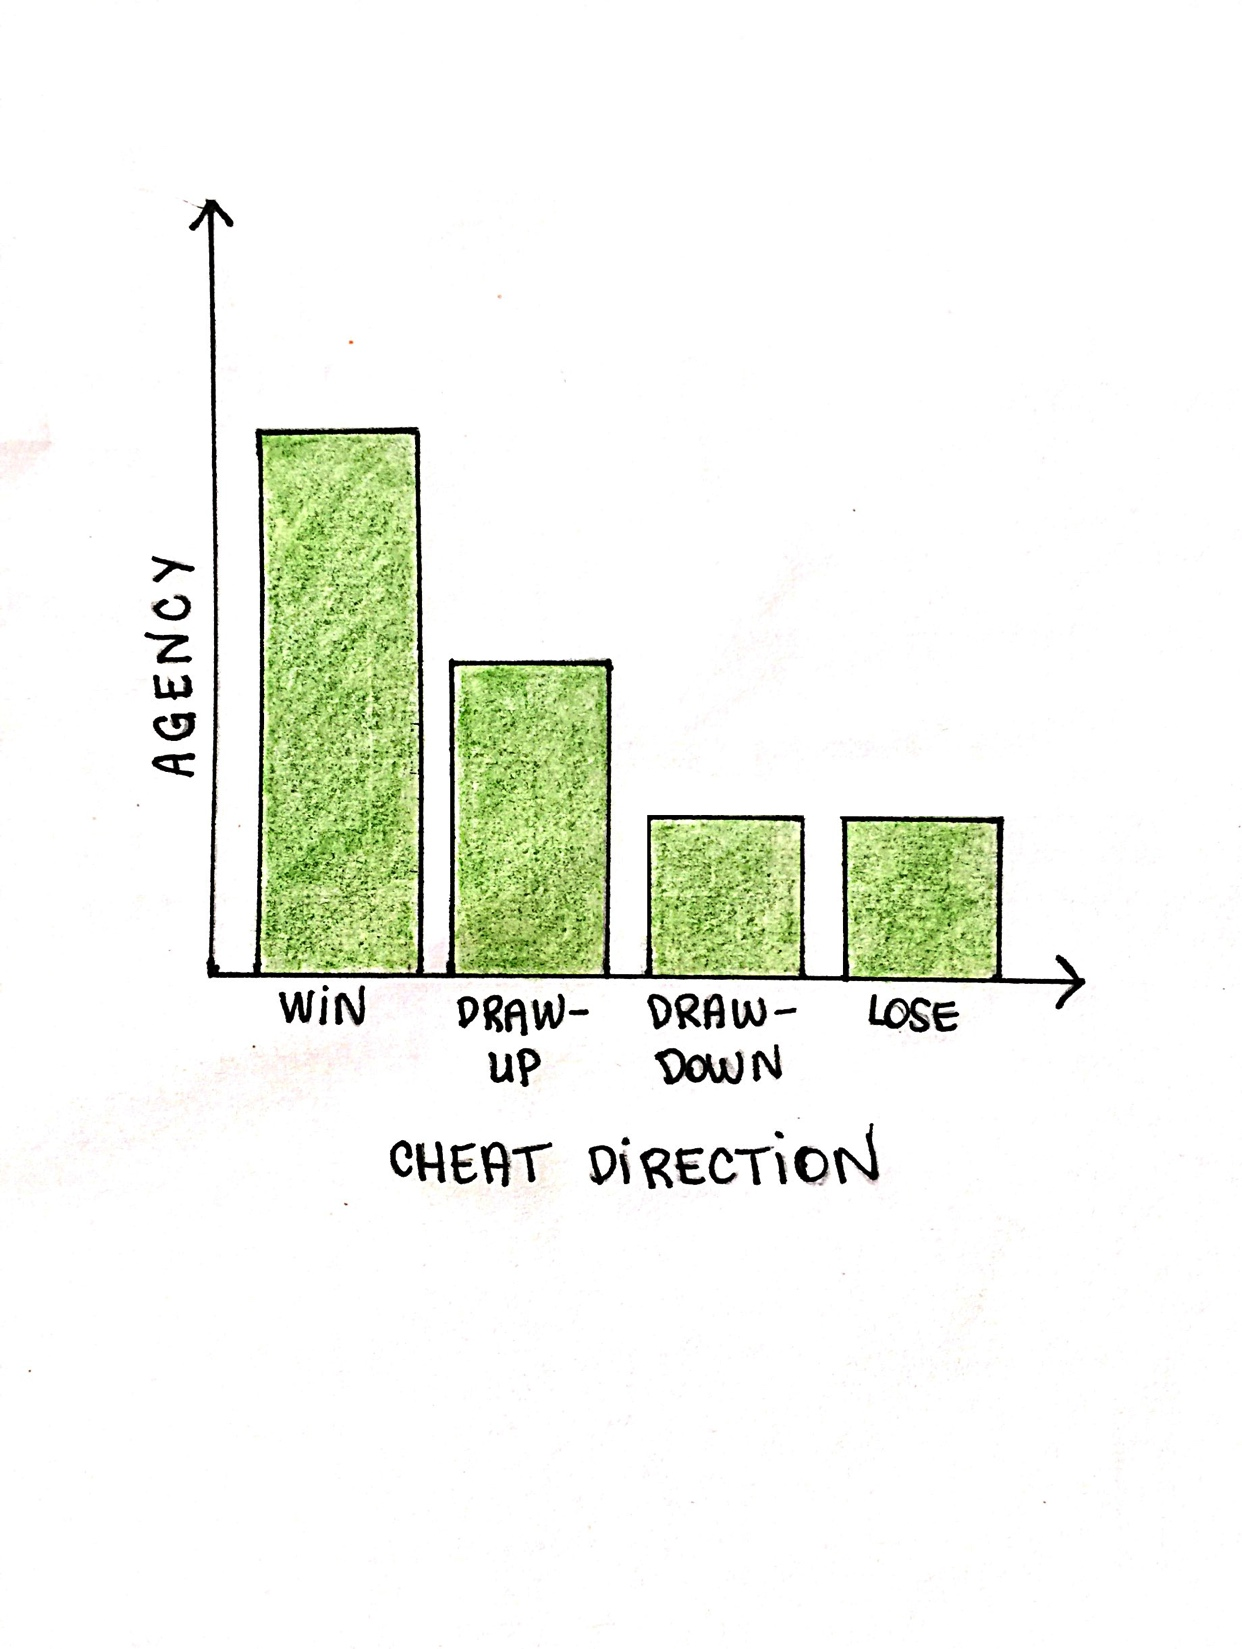 AGENCY
WiN
DRAW-
UP
DRAW-
DOWN
LOSE
CHEAT DiRECTiON